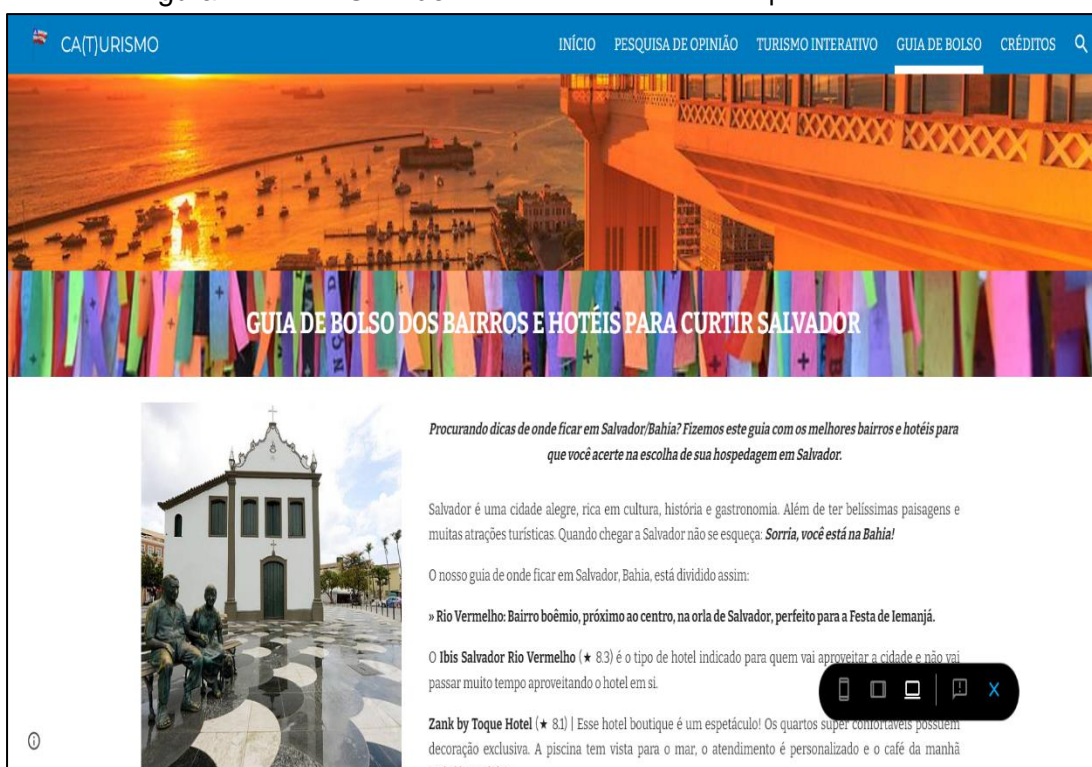 CA(T)URISMO
INÍCIO PESQUISA DE OPINIÃO TURISMO INTERATIVO GUIA DE BOLSO CRÉDITOS
GUIA DE BOLSO DOS BAIRROS E HOTÉIS PARA CURTIR SALVADOR
Procurando dicas de onde ficar em Salvador/Bahia? Fizemos este guia com os melhores bairros e hotéis para
que você acerte na escolha de sua hospedagem em Salvador.
Salvador é uma cidade alegre, rica em cultura, história e gastronomia. Além de ter belíssimas paisagens e
muitas atrações turísticas. Quando chegar a Salvador não se esqueça: Sorria, você está na Bahia!
O nosso guia de onde ficar em Salvador, Bahia, está dividido assim:
» Rio Vermelho: Bairro boêmio, próximo ao centro, na orla de Salvador, perfeito para a Festa de Iemanjá.
O Ibis Salvador Rio Vermelho (★ 8.3) é o tipo de hotel indicado para quem vai aproveitar a cidade e não vai
passar muito tempo aproveitando o hotel em si.
Zank by Toque Hotel (★ 8.1) | Esse hotel boutique é um espetáculo! Os quartos super confortáveis possuem
decoração exclusiva. A piscina tem vista para o mar, o atendimento é personalizado e o café da manhã